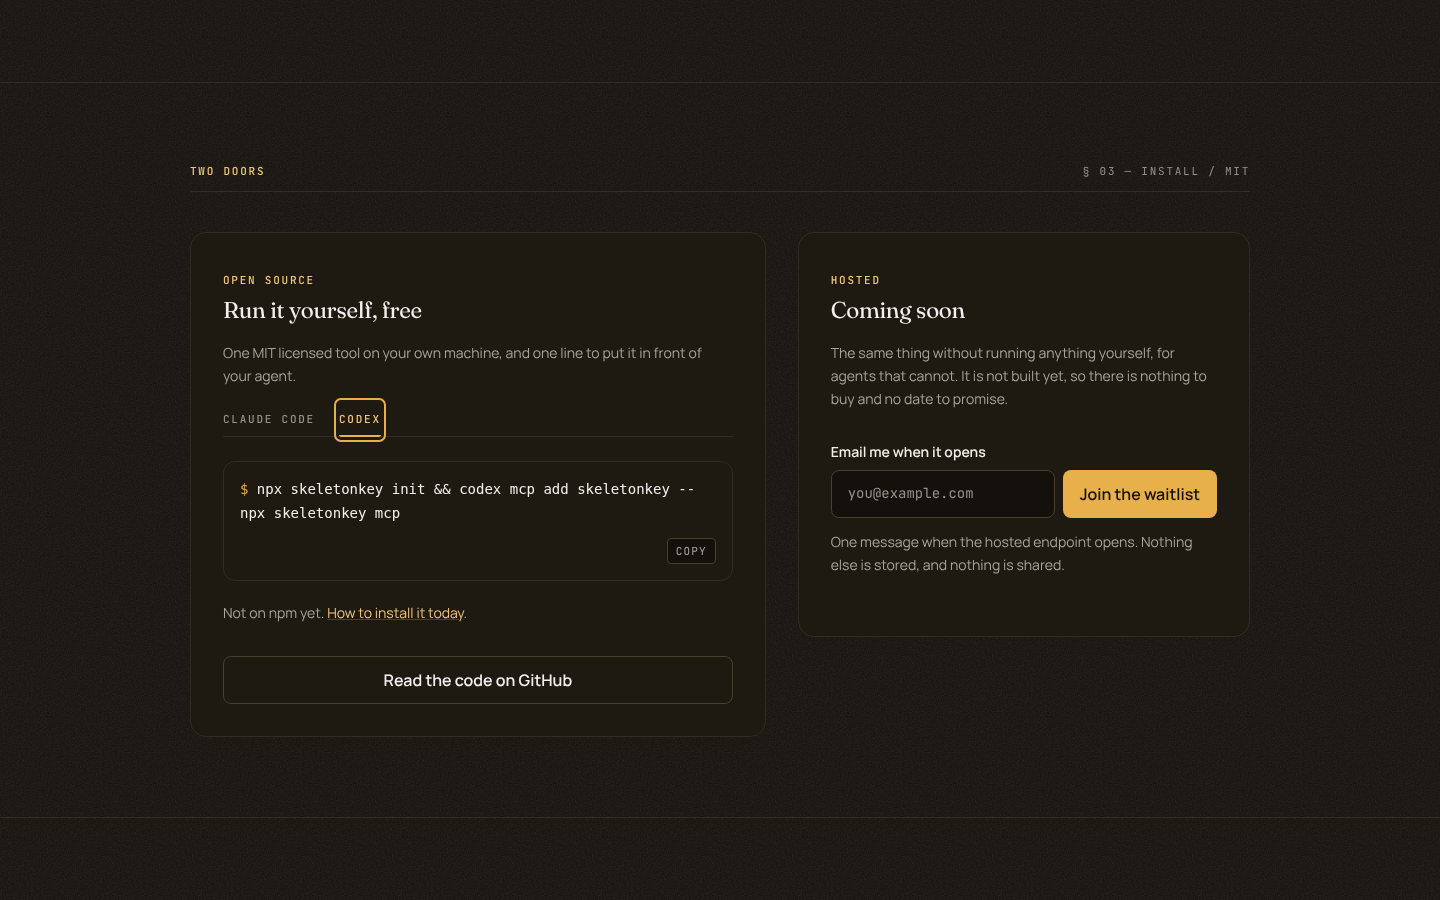 TWO DOORS
§ 03 — INSTALL / MIT
OPEN SOURCE
Run it yourself, free
One MIT licensed tool on your own machine, and one line to put it in front of
your agent.
CLAUDE CODE
CODEX
$ npx skeletonkey init && codex mcp add skeletonkey --
npx skeletonkey mcp
COPY
Not on npm yet. How to install it today.
Read the code on GitHub
HOSTED
Coming soon
The same thing without running anything yourself, for
agents that cannot. It is not built yet, so there is nothing to
buy and no date to promise.
Email me when it opens
you@example.com
Join the waitlist
One message when the hosted endpoint opens. Nothing
else is stored, and nothing is shared.